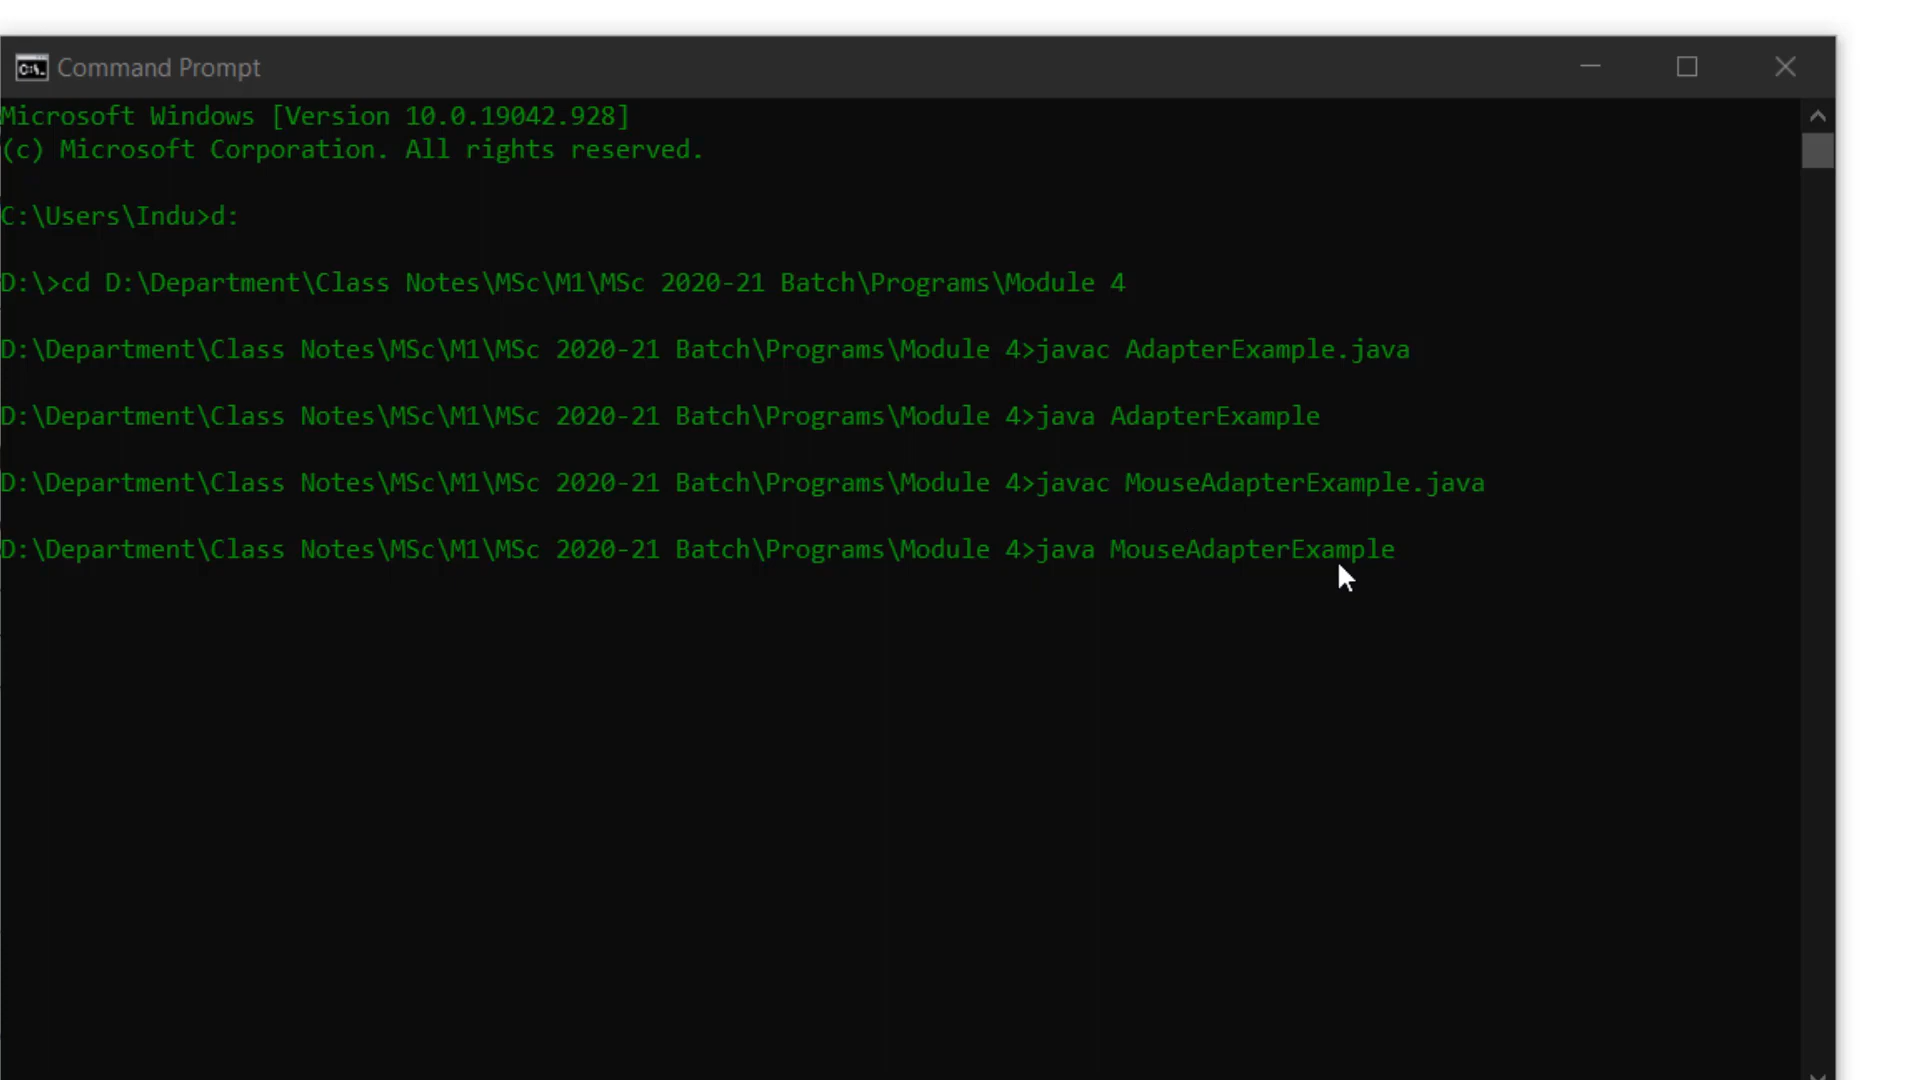 Command Prompt
Microsoft Windows [Version 10.0.19042.928]
(c) Microsoft Corporation. All rights reserved.
C:\Users\Indu>d:
D:\>cd D:\Department\Class Notes\MSc\M1\MSc 2020-21 Batch\Programs\Module 4
D:\Department\Class Notes\MSc\M1\MSc 2020-21 Batch\Programs\Module 4>javac AdapterExample.java
D:\Department\Class Notes\MSc\M1\MSc 2020-21 Batch\Programs\Module 4>java AdapterExample
D:\Department\Class Notes\MSc\M1\MSc 2020-21 Batch\Programs\Module 4>javac MouseAdapterExample.java
D:\Department\Class Notes\MSc\M1\MSc 2020-21 Batch\Programs\Module 4>java MouseAdapterExample